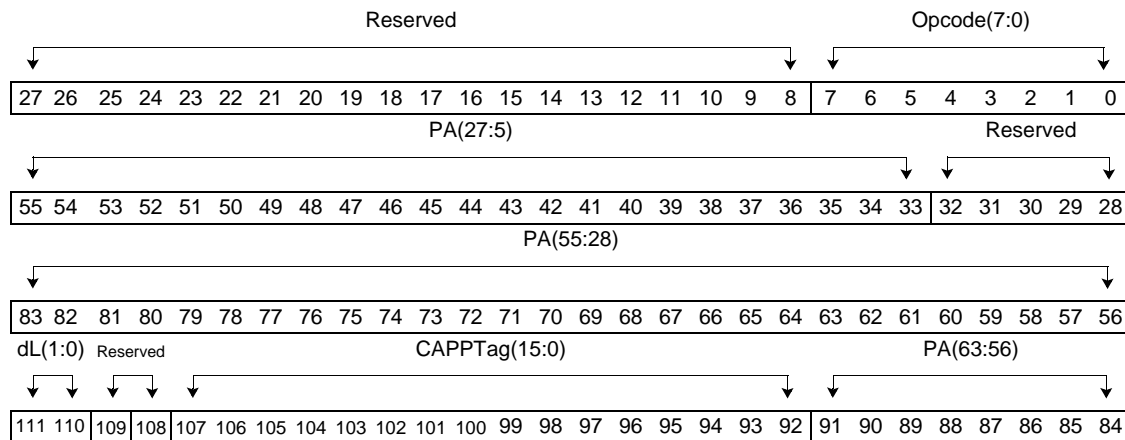 Reserved Opcode(7:0)
27 26 25 24 23 22 21 20 19 18 17 16 15 14 13 12 11 10 9 8 7 6 5 4 3 2 1 0
PA(27:5) Reserved
55 54 53 52 51 50 49 48 47 46 45 44 43 42 41 40 39 38 37 36 35 34 33 32 31 30 29 28
PA(55:28)
83 82 81 80 79 78 77 76 75 74 73 72 71 70 69 68 67 66 65 64 63 62 61 60 59 58 57 56
dL(1:0) Reserved CAPPTag(15:0) PA(63:56)
111 110 109 108 107 106 105 104 103 102 101 100 99 98 97 96 95 94 93 92 91 90 89 88 87 86 85 84